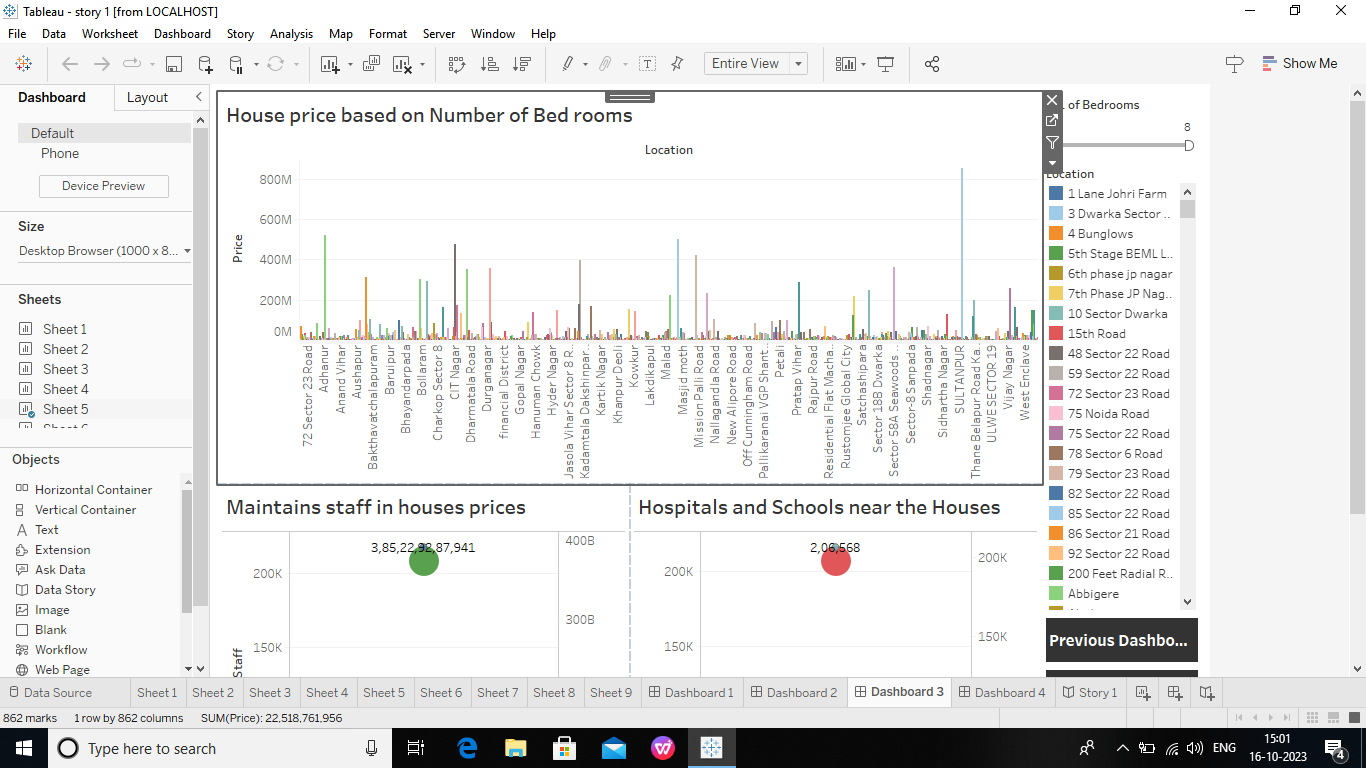 Tableau - story 1 [from LOCALHOST]
File Data Worksheet Dashboard Story Analysis Map Format Server Window Help
Entire View
Show Me
Dashboard Layout
Default
Phone
Device Preview
Size
Desktop Browser (1000 x 8...
Sheets
Sheet 1
Sheet 2
Sheet 3
Sheet 4
Sheet 5
Objects
Horizontal Container
Vertical Container
Text
Extension
Ask Data
Data Story
Image
Blank
Workflow
Web Page
House price based on Number of Bed rooms
Location
Price
800M
600M
400M
200M
0M
72 Sector 23 Road
Adhanur
Anand Vihar
Aushapur
Bakthavatchalapuram
Baruipur
Bhayandarpada
Bollaram
Charkop Sector 8
CIT Nagar
Dharmatala Road
Durganagar
financial District
Gopal Nagar
Hanuman Chowk
Hyder Nagar
Jasola Vihar Sector 8 R..
Kadamtala Dakshinpar..
Kartik Nagar
Khanpur Deoli
Kowkur
Lakdikapul
Malad
Masjid moth
Mission Palli Road
Nallagandla Road
New Alipore Road
Off Cunningham Road
Pallikaranai VGP Shant..
Petali
Pratap Vihar
Rajpur Road
Residential Flat Macha..
Rustomjee Global City
Satchashipara
Sector 18B Dwarka
Sector 58A Seawoods ..
Sector-8 Sanpada
Shadnagar
Sidhartha Nagar
SULTANPUR
Thane Belapur Road Ka..
ULWE SECTOR 19
Vijay Nagar
West Enclave
of Bedrooms
8
Location
1 Lane Johri Farm
3 Dwarka Sector ..
4 Bunglows
5th Stage BEML L..
6th phase jp nagar
7th Phase JP Nag..
10 Sector Dwarka
15th Road
48 Sector 22 Road
59 Sector 22 Road
72 Sector 23 Road
75 Noida Road
75 Sector 22 Road
78 Sector 6 Road
79 Sector 23 Road
82 Sector 22 Road
85 Sector 22 Road
86 Sector 21 Road
92 Sector 22 Road
200 Feet Radial R..
Abbigere
Previous Dashbo...
Maintains staff in houses prices
3,85,22,92,87,941
200K
150K
Staff
400B
300B
Hospitals and Schools near the Houses
2,06,568
200K
150K
200K
150K
Data Source Sheet 1 Sheet 2 Sheet 3 Sheet 4 Sheet 5 Sheet 6 Sheet 7 Sheet 8 Sheet 9 Dashboard 1 Dashboard 2 Dashboard 3 Dashboard 4 Story 1
862 marks 1 row by 862 columns SUM(Price): 22,518,761,956
Type here to search
ENG
15:01
16-10-2023
4